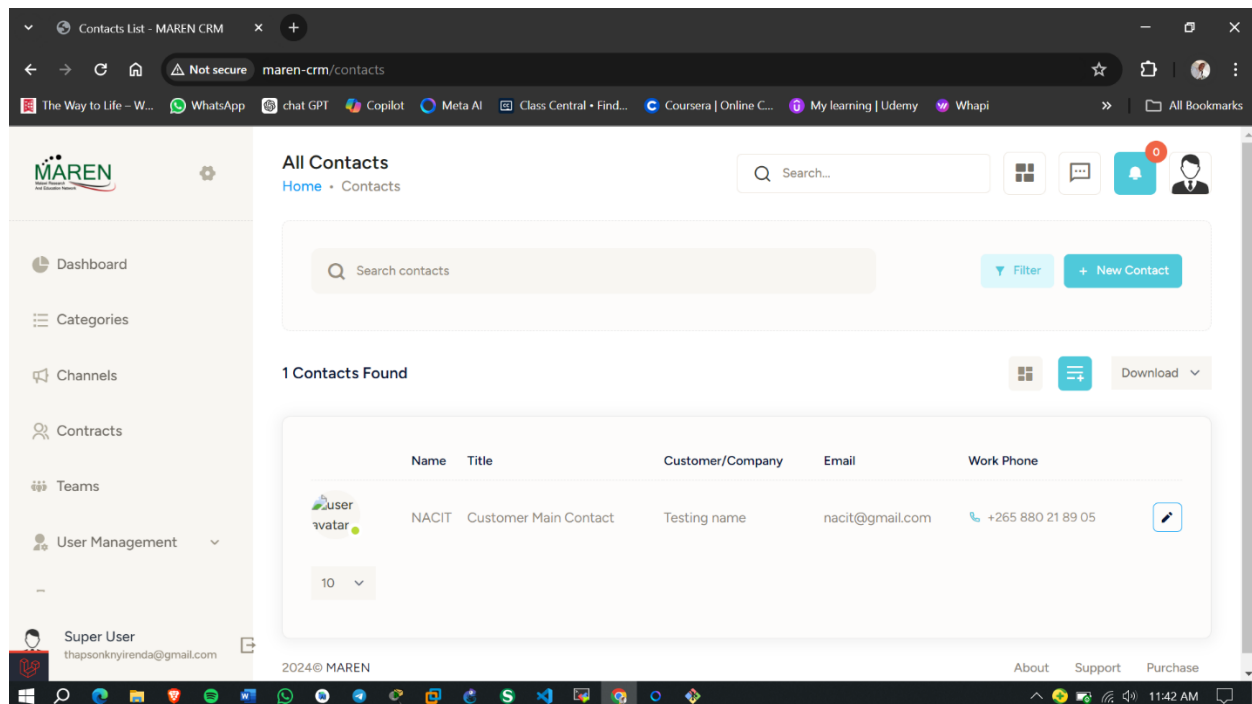 Contacts List - MAREN CRM
Not secure maren-crm/contacts
The Way to Life – W... WhatsApp chat GPT Copilot Meta AI Class Central • Find... Coursera | Online C... My learning | Udemy Whapi » All Bookmarks
MAREN
All Contacts
Home • Contacts
Search...
0
Dashboard
Categories
Channels
Contracts
Teams
User Management
Super User
thapsonknyirenda@gmail.com
Search contacts
Filter
+ New Contact
1 Contacts Found
Download
Name Title Customer/Company Email Work Phone
user
avatar
NACIT Customer Main Contact Testing name nacit@gmail.com +265 880 21 89 05
10
2024© MAREN
About Support Purchase
11:42 AM